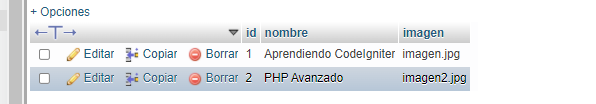 + Opciones
←T→ id nombre imagen
Editar Copiar Borrar 1 Aprendiendo CodeIgniter imagen.jpg
Editar Copiar Borrar 2 PHP Avanzado imagen2.jpg